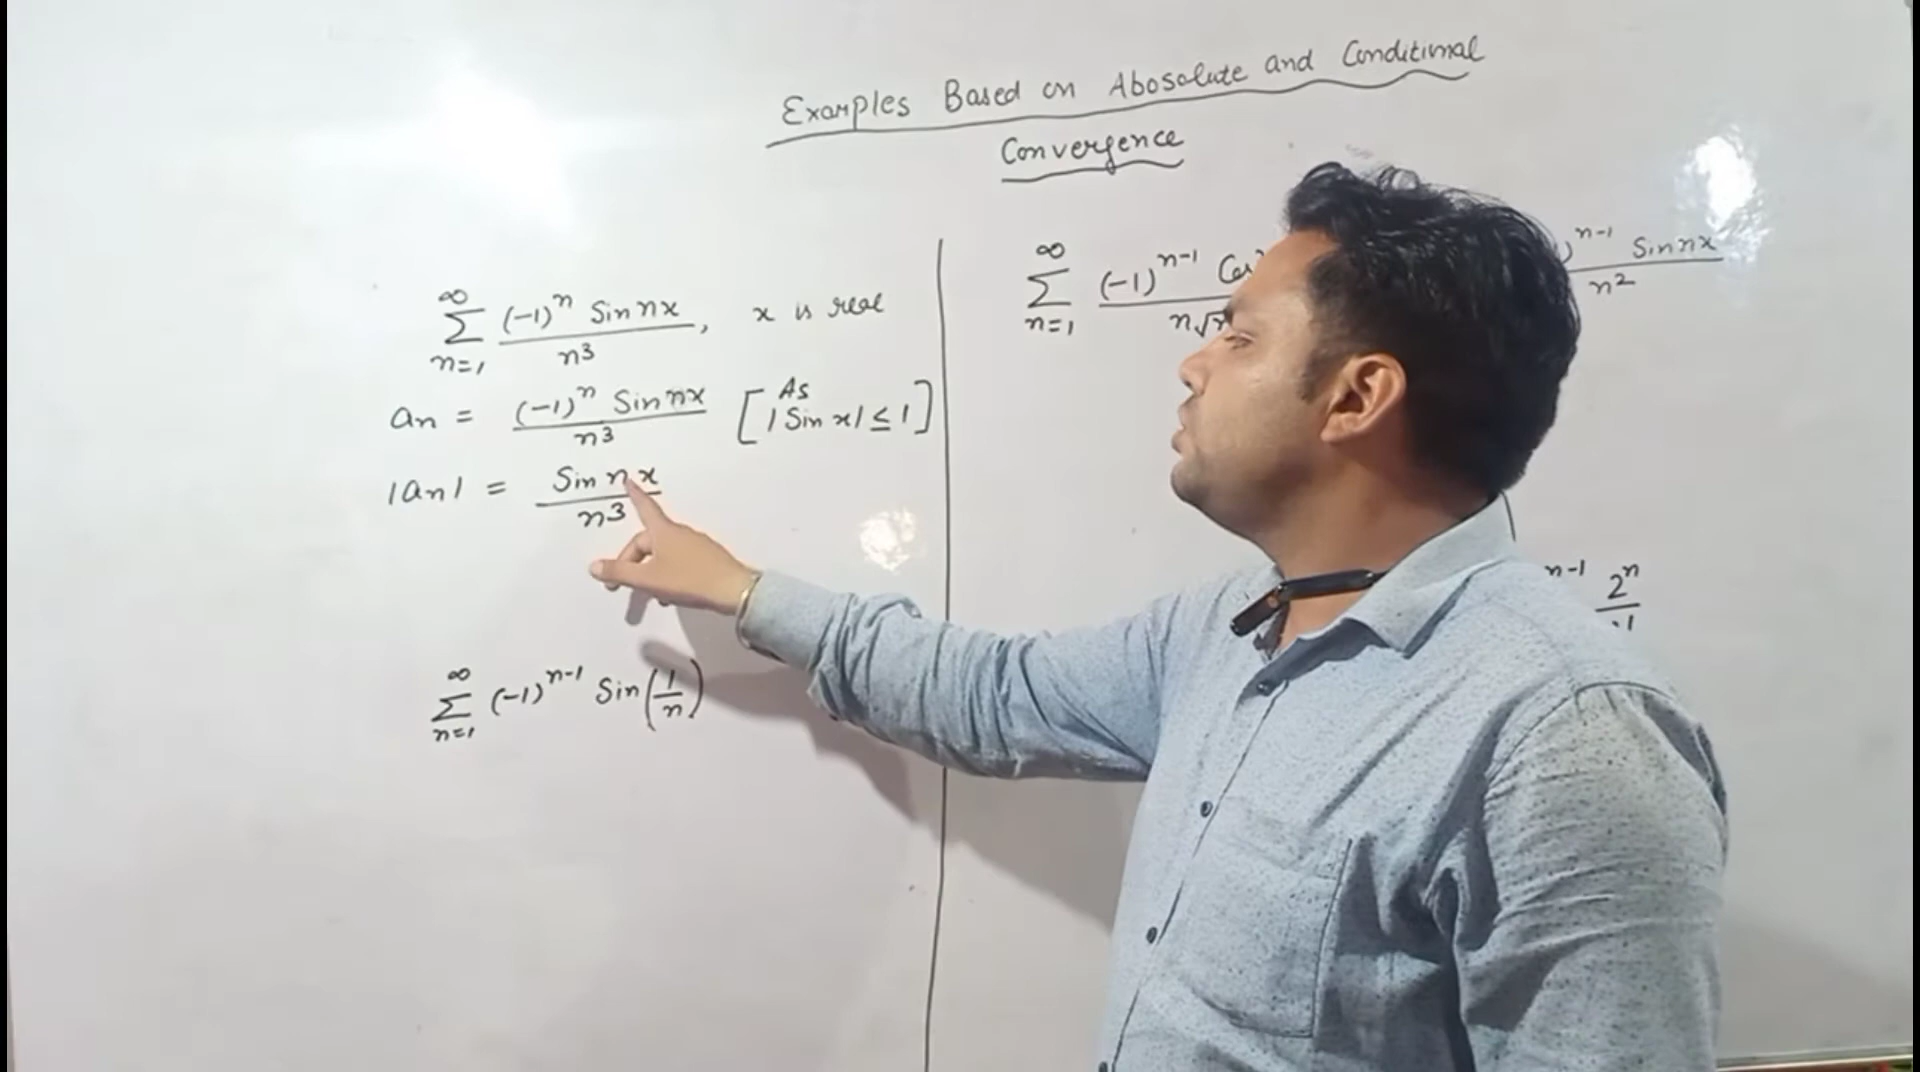 Examples Based on Abosolute and Conditional
Convergence
∞
∑ (-1)^n Sin nx / n^3 , x is real
n=1
an = (-1)^n Sin nx / n^3 [As |Sin x| ≤ 1]
|an| = Sin nx / n^3
∞
∑ (-1)^{n-1} Sin(1/n)
n=1
∞
∑ (-1)^{n-1}
n=1
n-1 Sin nx / n^2
n-1 2^n